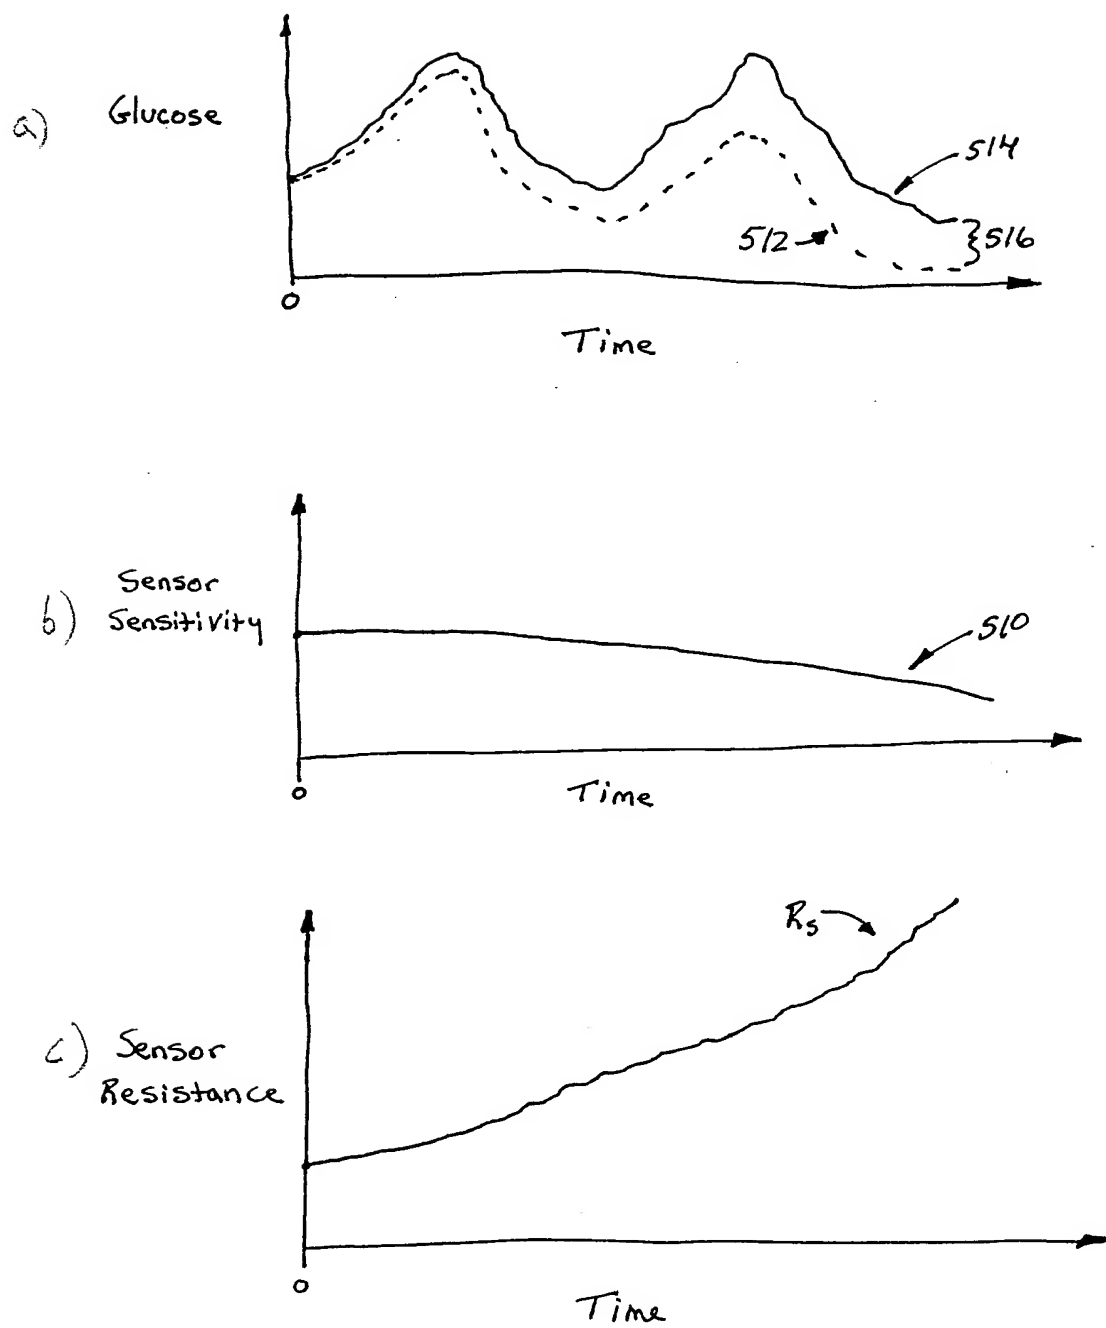 a) Glucose
514
512
516
0
Time
b) Sensor
Sensitivity
510
0
Time
c) Sensor
Resistance
Rs
0
Time